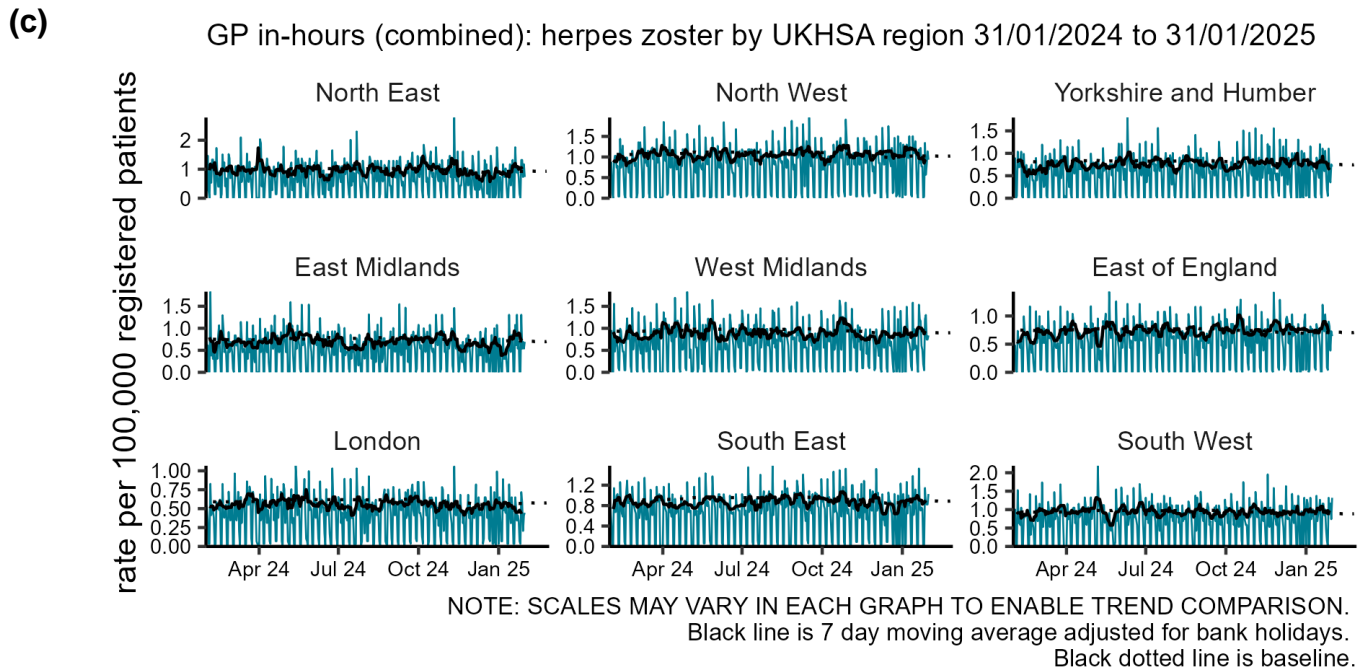 (c)
GP in-hours (combined): herpes zoster by UKHSA region 31/01/2024 to 31/01/2025
rate per 100,000 registered patients
North East
2
1
0
North West
1.5
1.0
0.5
0.0
Yorkshire and Humber
1.5
1.0
0.5
0.0
East Midlands
1.5
1.0
0.5
0.0
West Midlands
1.5
1.0
0.5
0.0
East of England
1.0
0.5
0.0
London
1.00
0.75
0.50
0.25
0.00
Apr 24 Jul 24 Oct 24 Jan 25
South East
1.2
0.8
0.4
0.0
Apr 24 Jul 24 Oct 24 Jan 25
South West
2.0
1.5
1.0
0.5
0.0
Apr 24 Jul 24 Oct 24 Jan 25
NOTE: SCALES MAY VARY IN EACH GRAPH TO ENABLE TREND COMPARISON.
Black line is 7 day moving average adjusted for bank holidays.
Black dotted line is baseline.